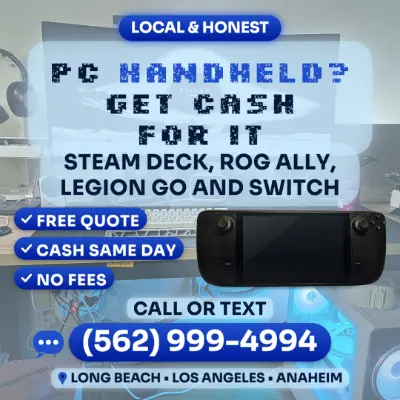 LOCAL & HONEST
PC HANDHELD?
GET CASH
FOR IT
STEAM DECK, ROG ALLY,
LEGION GO AND SWITCH
FREE QUOTE
CASH SAME DAY
NO FEES
CALL OR TEXT
(562) 999-4994
LONG BEACH • LOS ANGELES • ANAHEIM